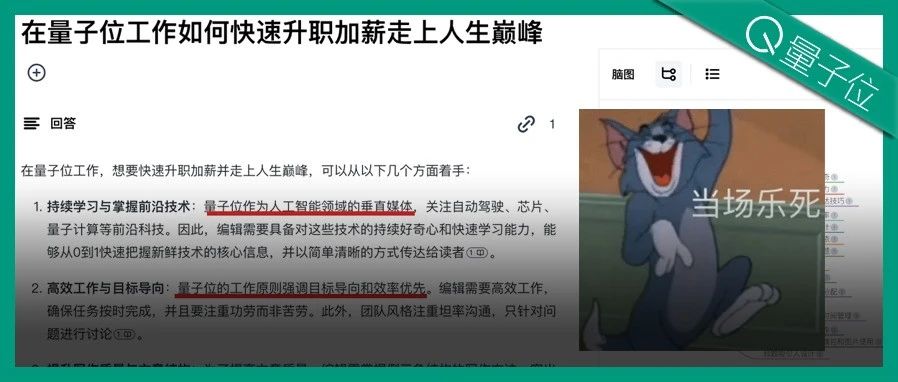 在量子位工作如何快速升职加薪走上人生巅峰
量子位
脑图
回答
1
在量子位工作，想要快速升职加薪并走上人生巅峰，可以从以下几个方面着手：
1. 持续学习与掌握前沿技术：量子位作为人工智能领域的垂直媒体，关注自动驾驶、芯片、
量子计算等前沿科技。因此，编辑需要具备对这些技术的持续好奇心和快速学习能力，能
够从0到1快速把握新鲜技术的核心信息，并以简单清晰的方式传达给读者
2. 高效工作与目标导向：量子位的工作原则强调目标导向和效率优先。编辑需要高效工作，
确保任务按时完成，并且要注重功劳而非苦劳。此外，团队风格注重坦率沟通，只针对问
题进行讨论
当场乐死